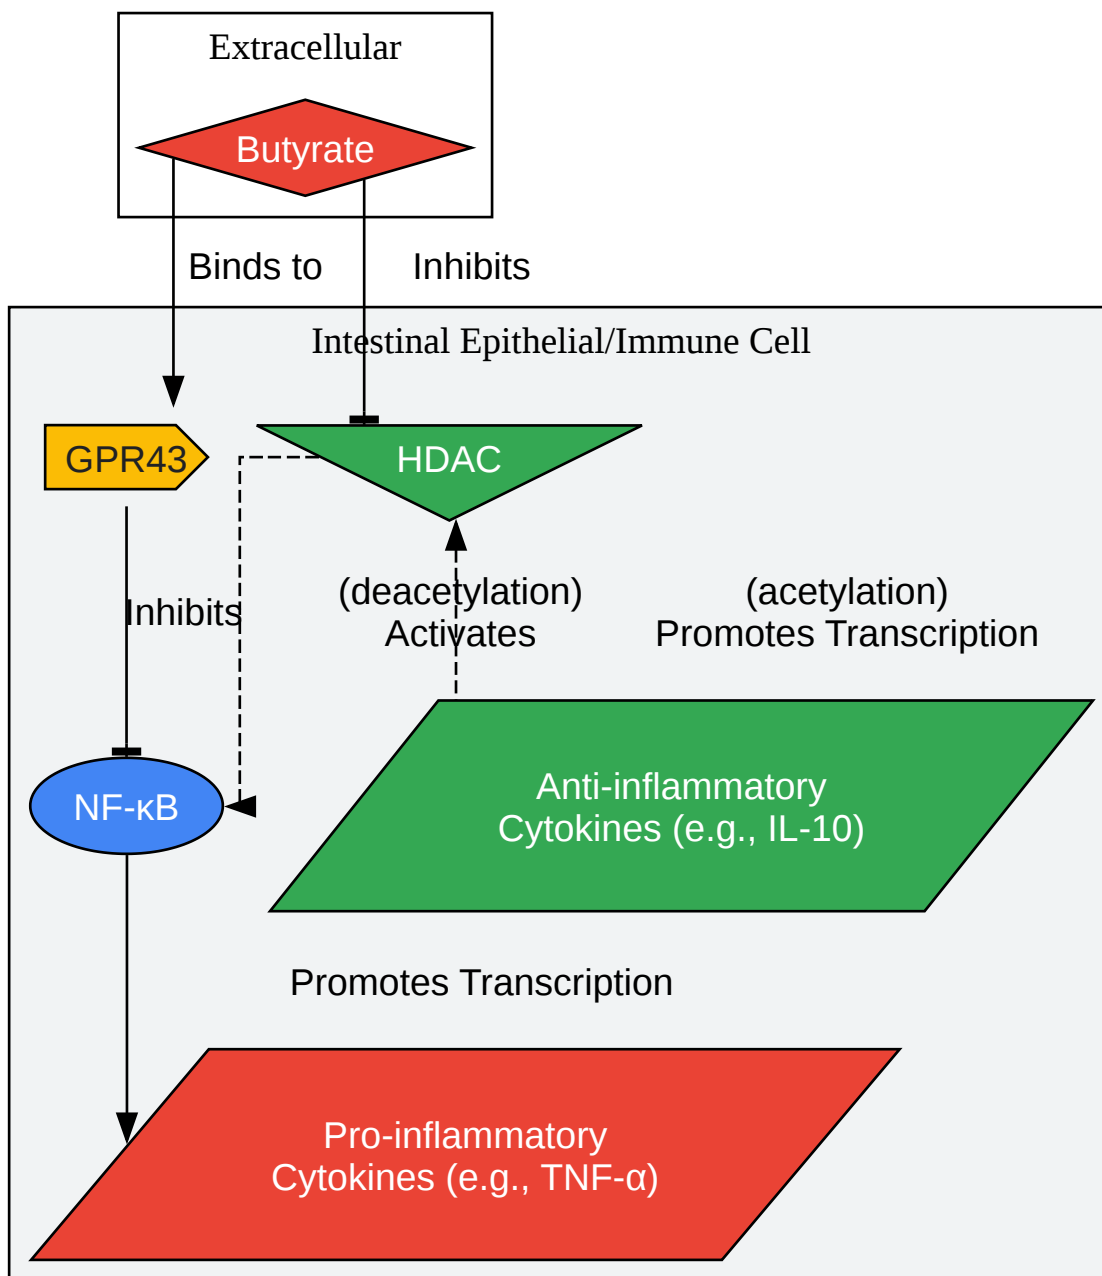 Extracellular
Butyrate
Binds to
Inhibits
Intestinal Epithelial/Immune Cell
GPR43
HDAC
Inhibits
(deacetylation)
Activates
(acetylation)
Promotes Transcription
NF-κB
Anti-inflammatory
Cytokines (e.g., IL-10)
Promotes Transcription
Pro-inflammatory
Cytokines (e.g., TNF-α)